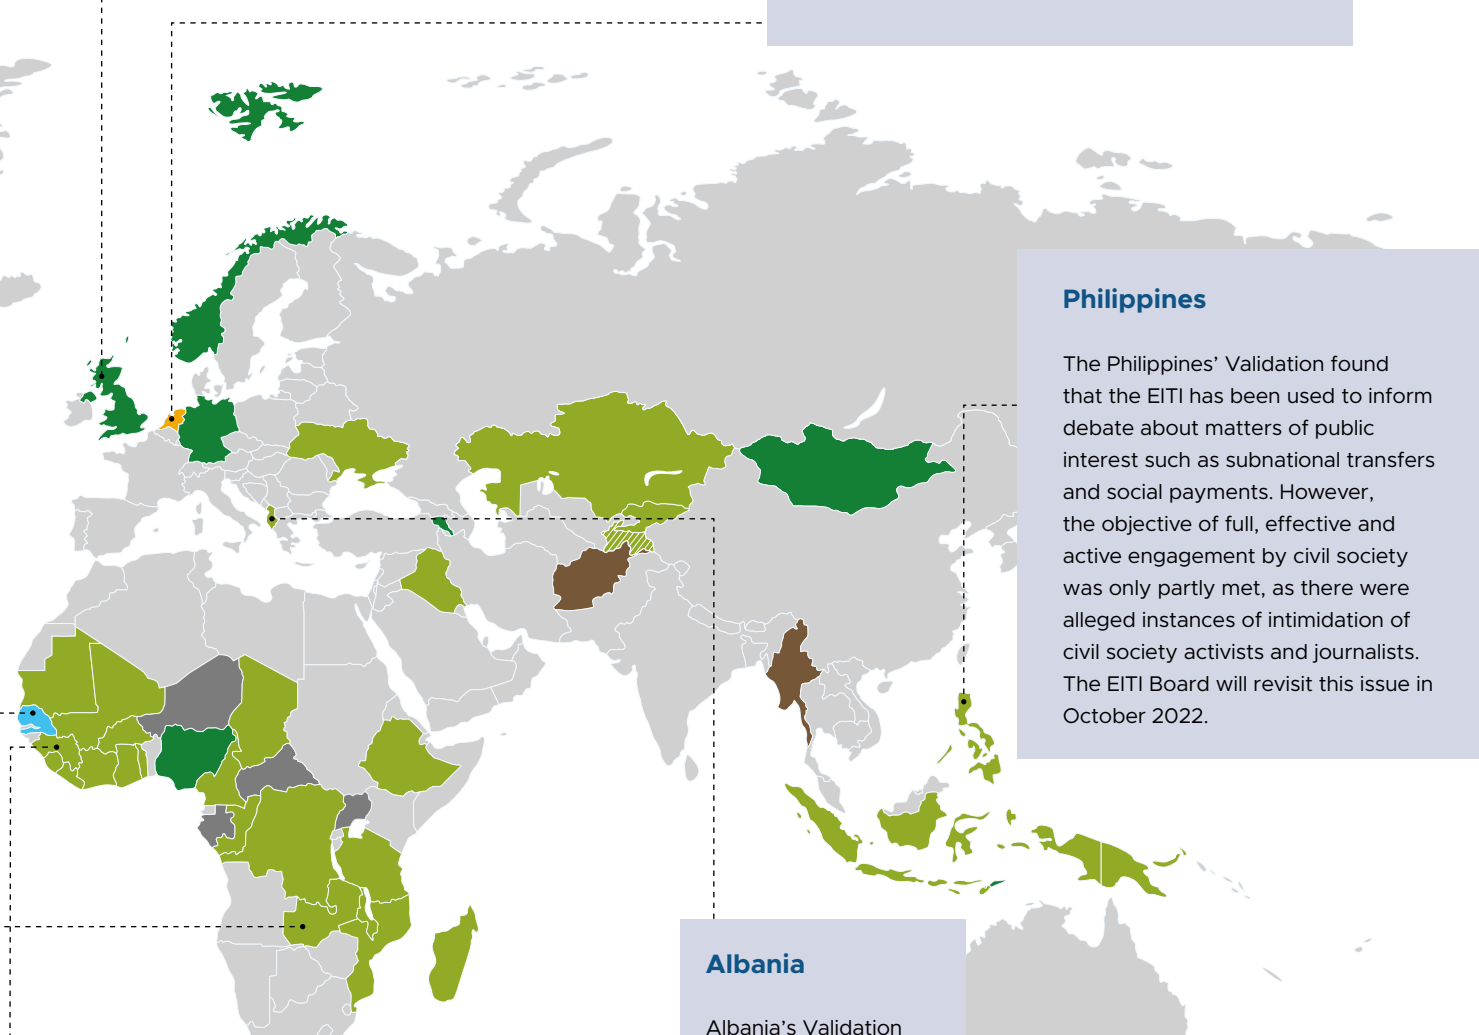 Philippines
The Philippines’ Validation found
that the EITI has been used to inform
debate about matters of public
interest such as subnational transfers
and social payments. However,
the objective of full, effective and
active engagement by civil society
was only partly met, as there were
alleged instances of intimidation of
civil society activists and journalists.
The EITI Board will revisit this issue in
October 2022.
Albania
Albania’s Validation